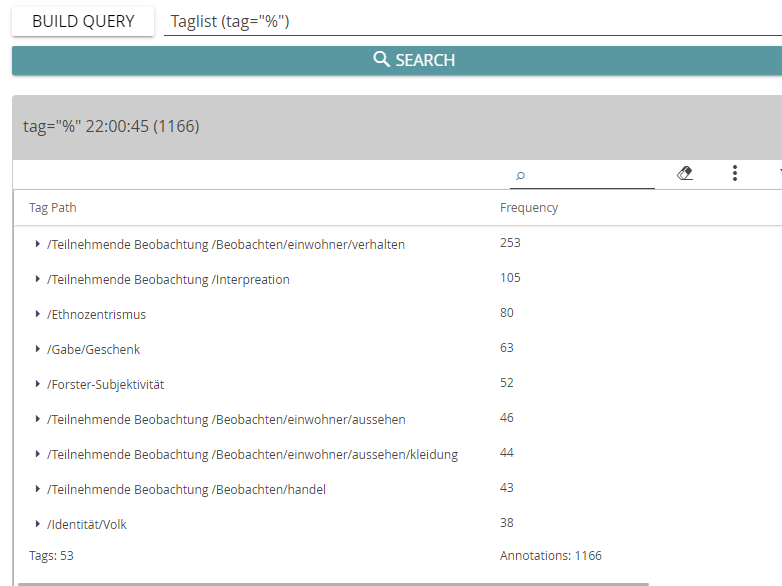 BUILD QUERY Taglist (tag="%")
SEARCH
tag="%" 22:00:45 (1166)
Tag Path Frequency
/Teilnehmende Beobachtung /Beobachten/einwohner/verhalten 253
/Teilnehmende Beobachtung /Interpreation 105
/Ethnozentrismus 80
/Gabe/Geschenk 63
/Forster-Subjektivität 52
/Teilnehmende Beobachtung /Beobachten/einwohner/aussehen 46
/Teilnehmende Beobachtung /Beobachten/einwohner/aussehen/kleidung 44
/Teilnehmende Beobachtung /Beobachten/handel 43
/Identität/Volk 38
Tags: 53 Annotations: 1166